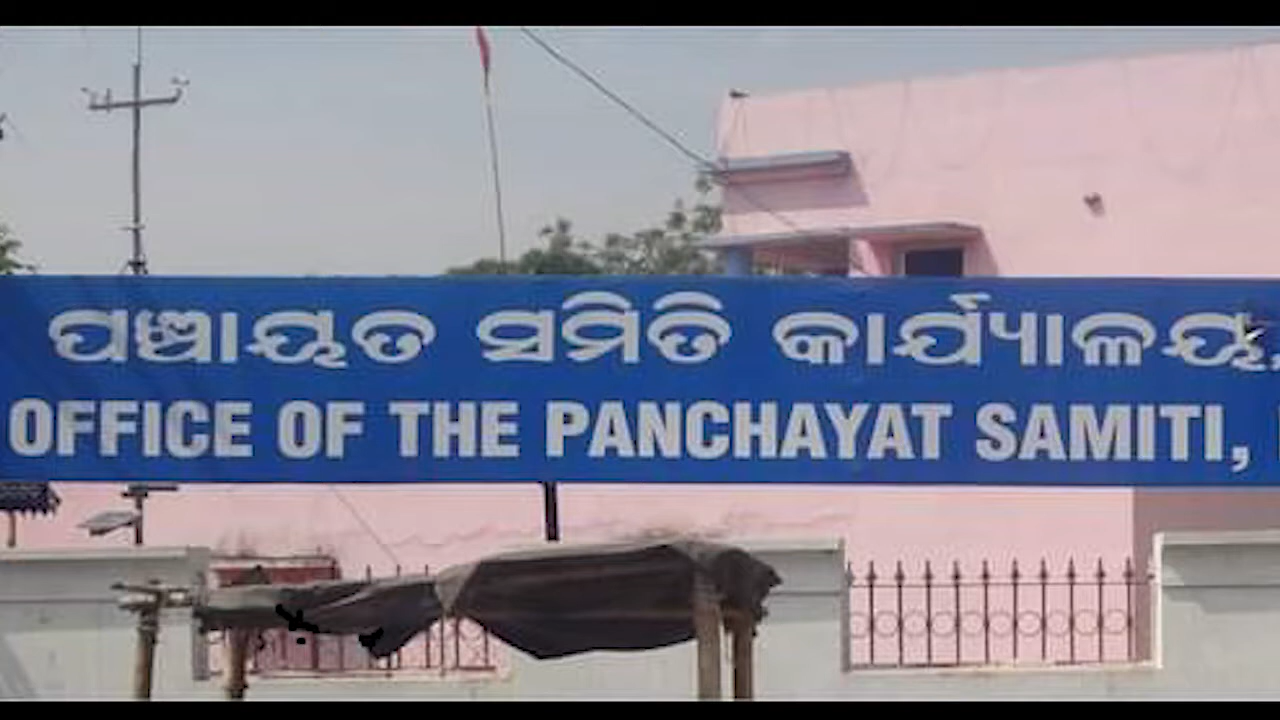 ପଞ୍ଚାୟତ ସମିତି କାର୍ଯ୍ୟାଳୟ,
OFFICE OF THE PANCHAYAT SAMITI,